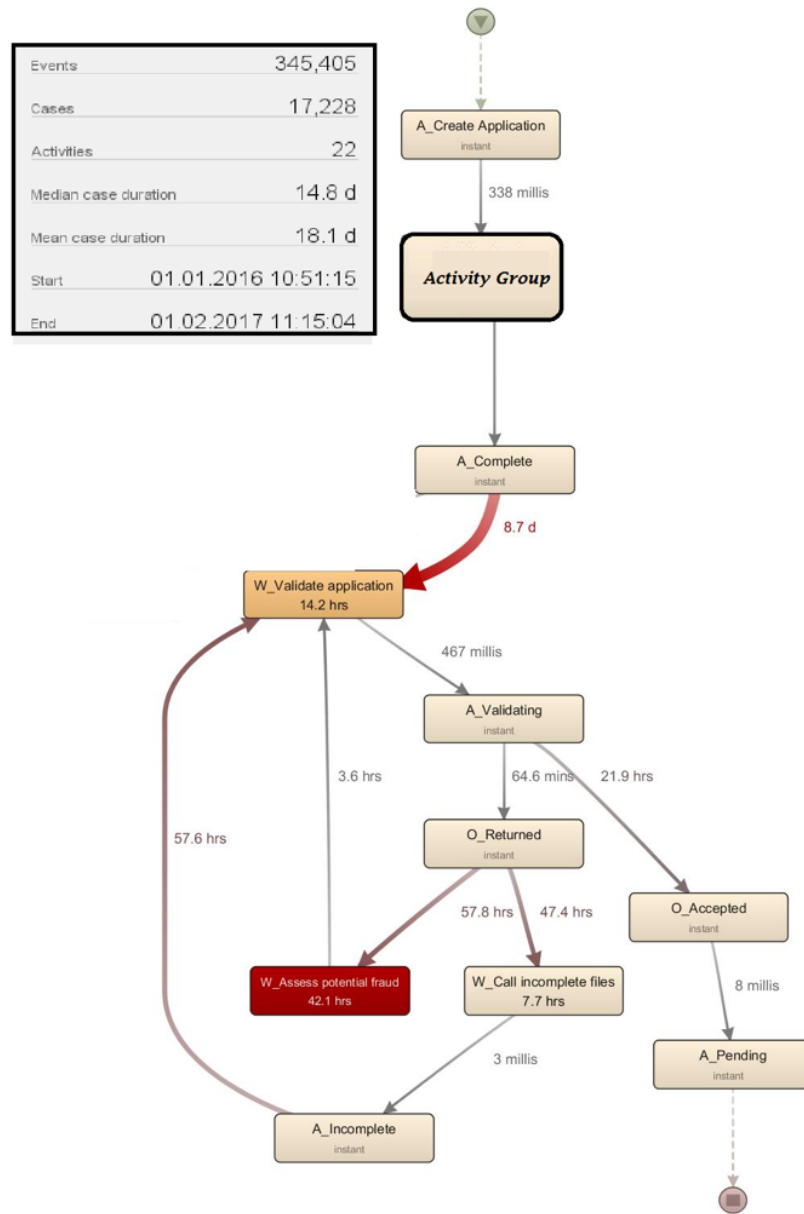 Events 345,405
Cases 17,228
Activities 22
Median case duration 14.8 d
Mean case duration 18.1 d
Start 01.01.2016 10:51:15
End 01.02.2017 11:15:04
A_Create Application
instant
338 millis
Activity Group
A_Complete
instant
8.7 d
W_Validate application
14.2 hrs
467 millis
A_Validating
instant
3.6 hrs
64.6 mins
21.9 hrs
57.6 hrs
O_Returned
instant
57.8 hrs
47.4 hrs
O_Accepted
instant
W_Assess potential fraud
42.1 hrs
W_Call incomplete files
7.7 hrs
8 millis
3 millis
A_Pending
instant
A_Incomplete
instant